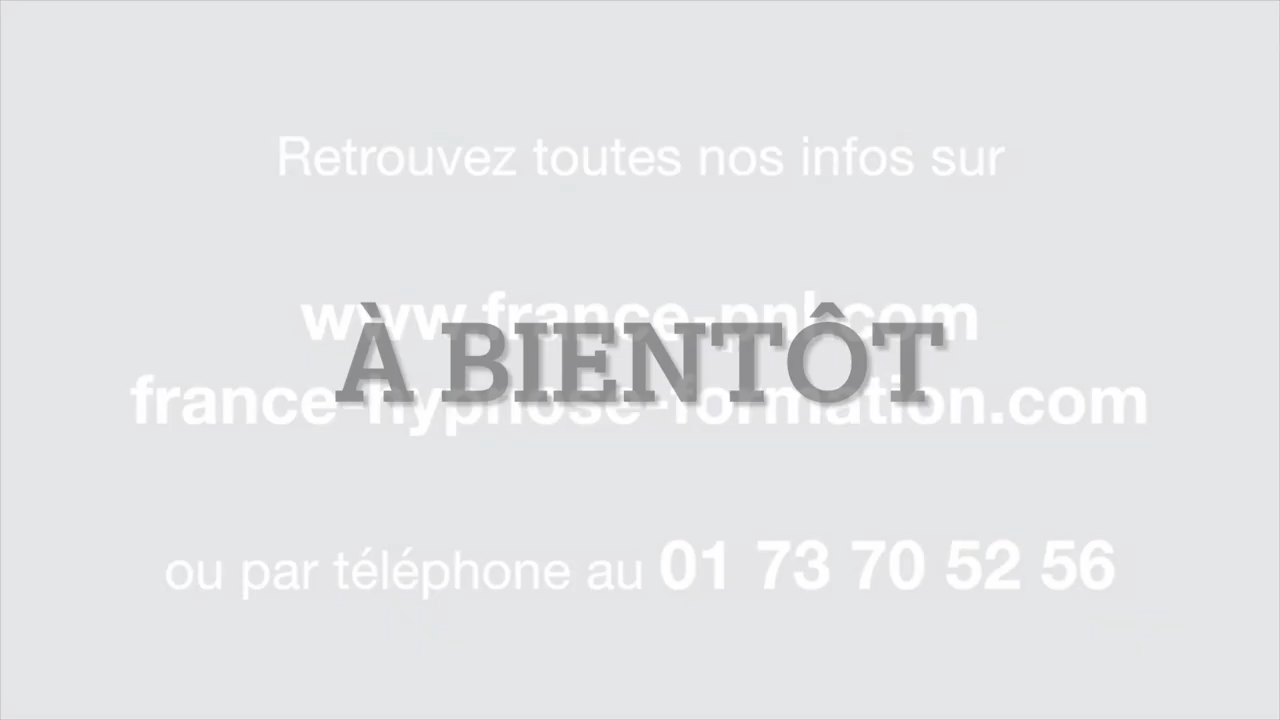 Retrouvez toutes nos infos sur
www.france-pnl.com
À BIENTÔT
france-hypnose-formation.com
ou par téléphone au 01 73 70 52 56